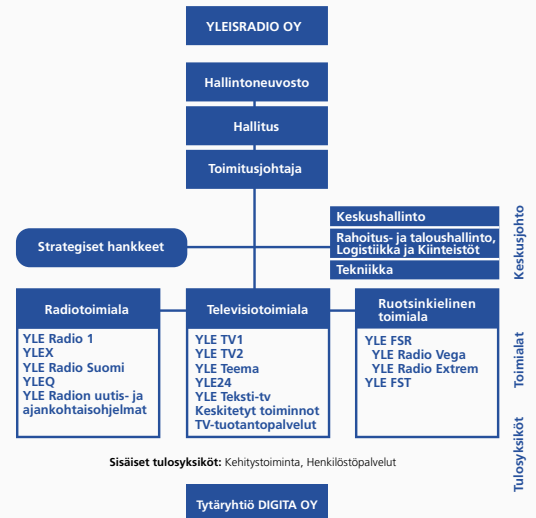 YLEISRADIO OY
Hallintoneuvosto
Hallitus
Toimitusjohtaja
Strategiset hankkeet
Keskushallinto
Rahoitus- ja taloushallinto,
Logistiikka ja Kiinteistöt
Tekniikka
Keskusjohto
Radiotoimiala
YLE Radio 1
YLEX
YLE Radio Suomi
YLEQ
YLE Radion uutis- ja
ajankohtaisohjelmat
Televisiotoimiala
YLE TV1
YLE TV2
YLE Teema
YLE24
YLE Teksti-tv
Keskitetyt toiminnot
TV-tuotantopalvelut
Ruotsinkielinen
toimiala
YLE FSR
YLE Radio Vega
YLE Radio Extrem
YLE FST
Toimialat
Tulosyksiköt
Sisäiset tulosyksiköt: Kehitystoiminta, Henkilöstöpalvelut
Tytäryhtiö DIGITA OY